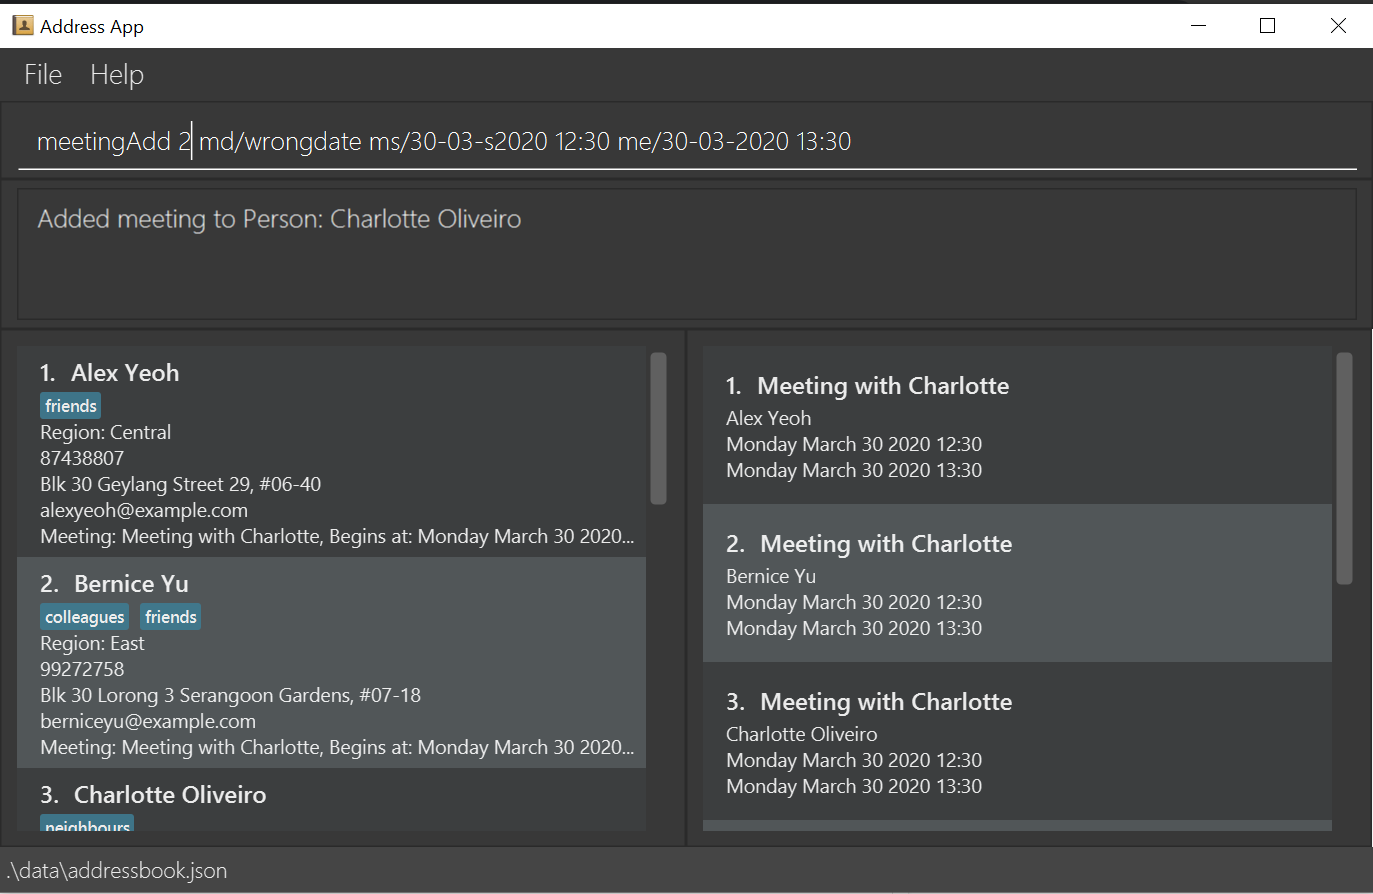 Address App
File Help
meetingAdd 2 md/wrongdate ms/30-03-s2020 12:30 me/30-03-2020 13:30
Added meeting to Person: Charlotte Oliveiro
1. Alex Yeoh
friends
Region: Central
87438807
Blk 30 Geylang Street 29, #06-40
alexyeoh@example.com
Meeting: Meeting with Charlotte, Begins at: Monday March 30 2020...
2. Bernice Yu
colleagues friends
Region: East
99272758
Blk 30 Lorong 3 Serangoon Gardens, #07-18
berniceyu@example.com
Meeting: Meeting with Charlotte, Begins at: Monday March 30 2020...
3. Charlotte Oliveiro
neighbours
1. Meeting with Charlotte
Alex Yeoh
Monday March 30 2020 12:30
Monday March 30 2020 13:30
2. Meeting with Charlotte
Bernice Yu
Monday March 30 2020 12:30
Monday March 30 2020 13:30
3. Meeting with Charlotte
Charlotte Oliveiro
Monday March 30 2020 12:30
Monday March 30 2020 13:30
.\data\addressbook.json